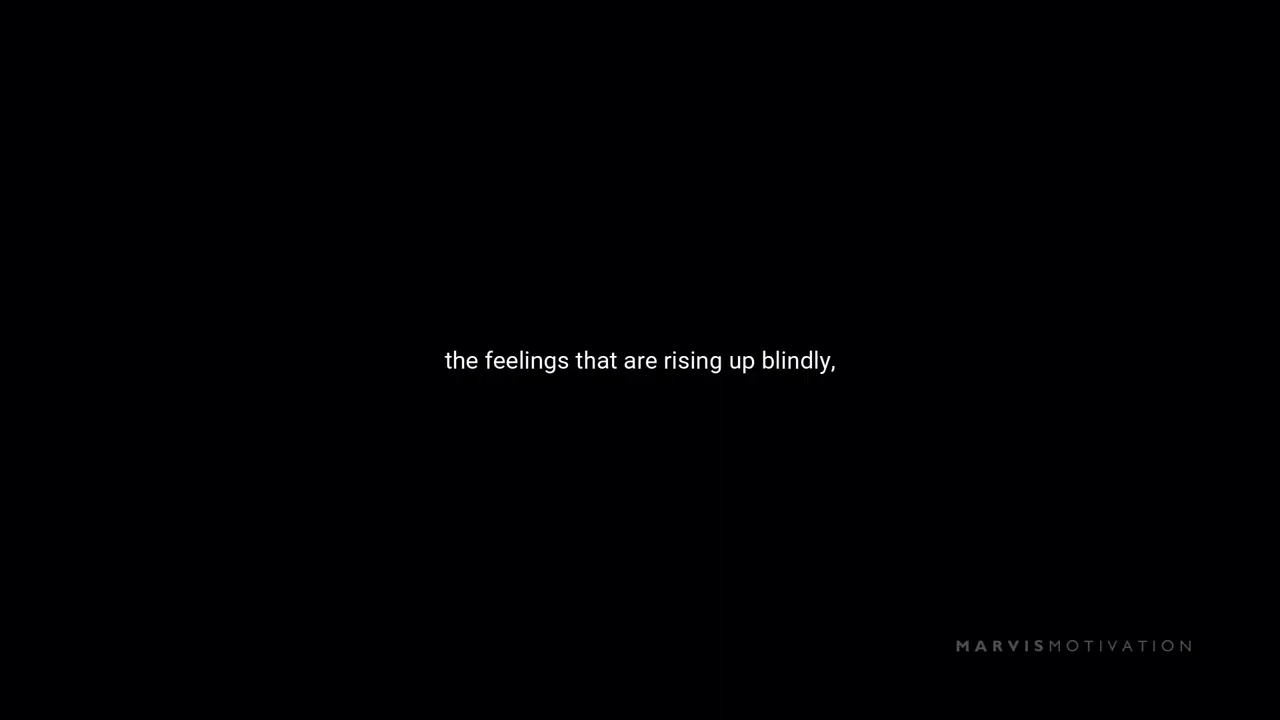 the feelings that are rising up blindly,
MARVISMOTIVATION